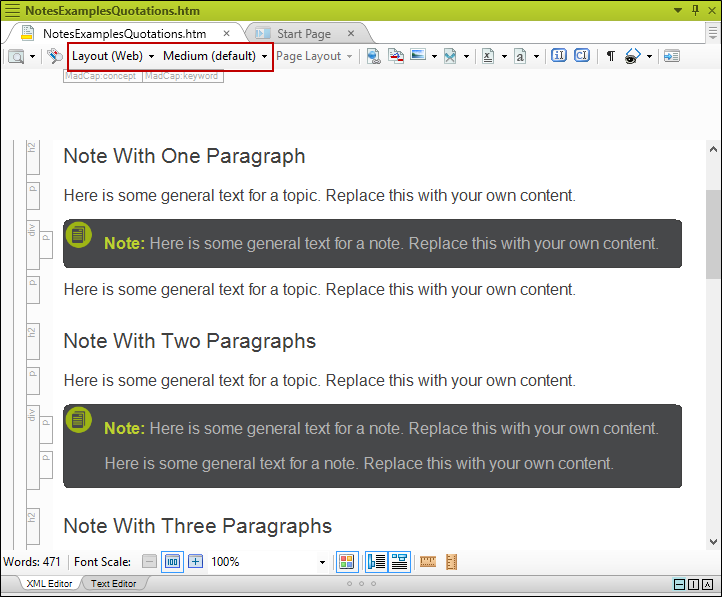 NotesExamplesQuotations.htm
NotesExamplesQuotations.htm Start Page
Layout (Web) Medium (default) Page Layout
MadCap:concept MadCap:keyword
h2
Note With One Paragraph
p
Here is some general text for a topic. Replace this with your own content.
div
p
Note: Here is some general text for a note. Replace this with your own content.
p
Here is some general text for a topic. Replace this with your own content.
h2
Note With Two Paragraphs
p
Here is some general text for a topic. Replace this with your own content.
div
p
Note: Here is some general text for a note. Replace this with your own content.
p
Here is some general text for a note. Replace this with your own content.
h2
Note With Three Paragraphs
Words: 471 Font Scale: 100 100%
XML Editor Text Editor